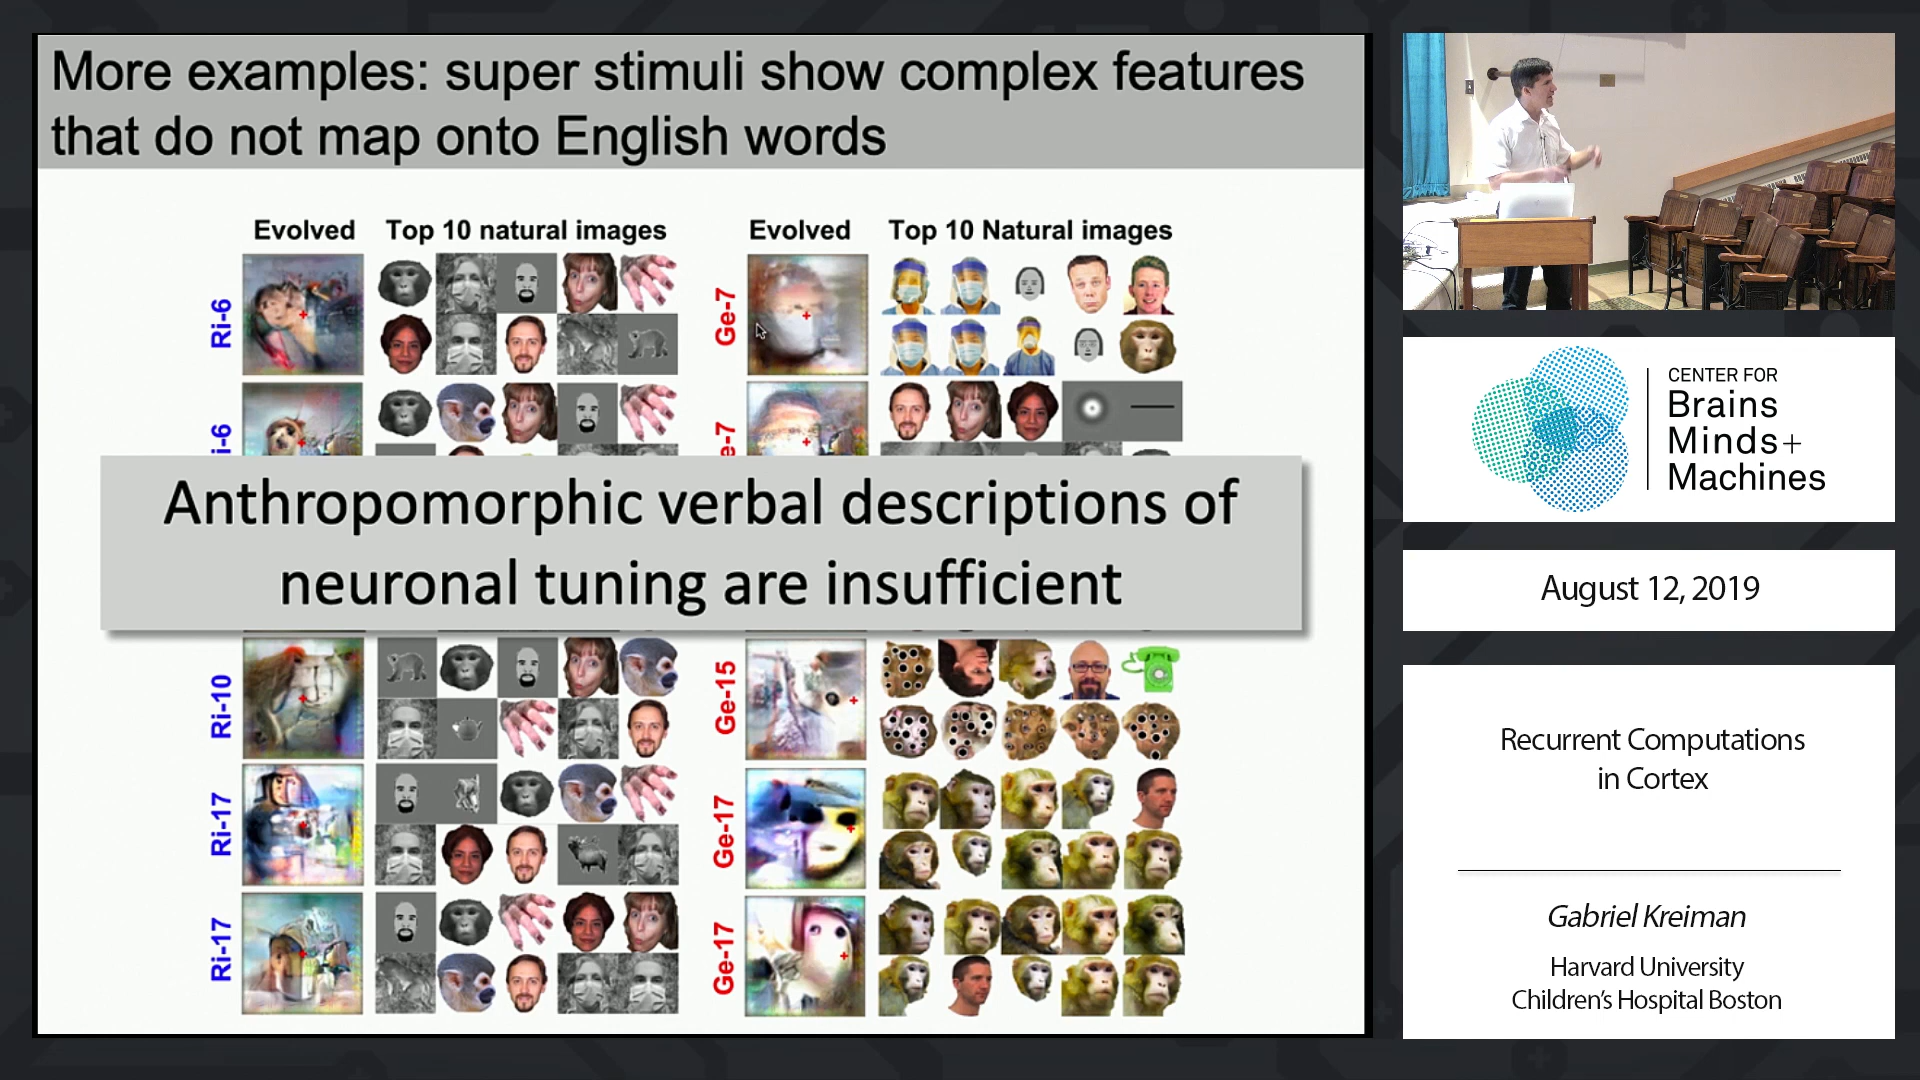 More examples: super stimuli show complex features
that do not map onto English words
Evolved
Top 10 natural images
Evolved
Top 10 Natural images
Ri-6
Ge-7
i-6
e-7
Anthropomorphic verbal descriptions of
neuronal tuning are insufficient
Ri-10
Ge-15
Ri-17
Ge-17
Ri-17
Ge-17
CENTER FOR
Brains
Minds+
Machines
August 12, 2019
Recurrent Computations
in Cortex
Gabriel Kreiman
Harvard University
Children's Hospital Boston